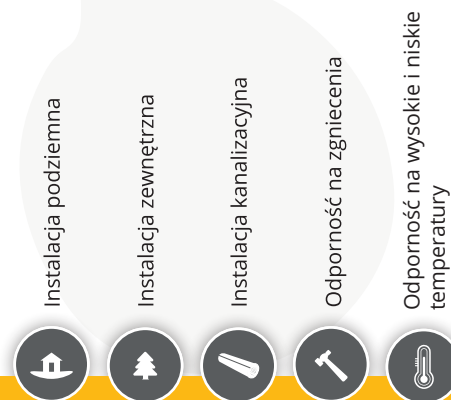 Instalacja podziemna
Instalacja zewnętrzna
Instalacja kanalizacyjna
Odporność na zgniecenia
Odporność na wysokie i niskie
temperatury